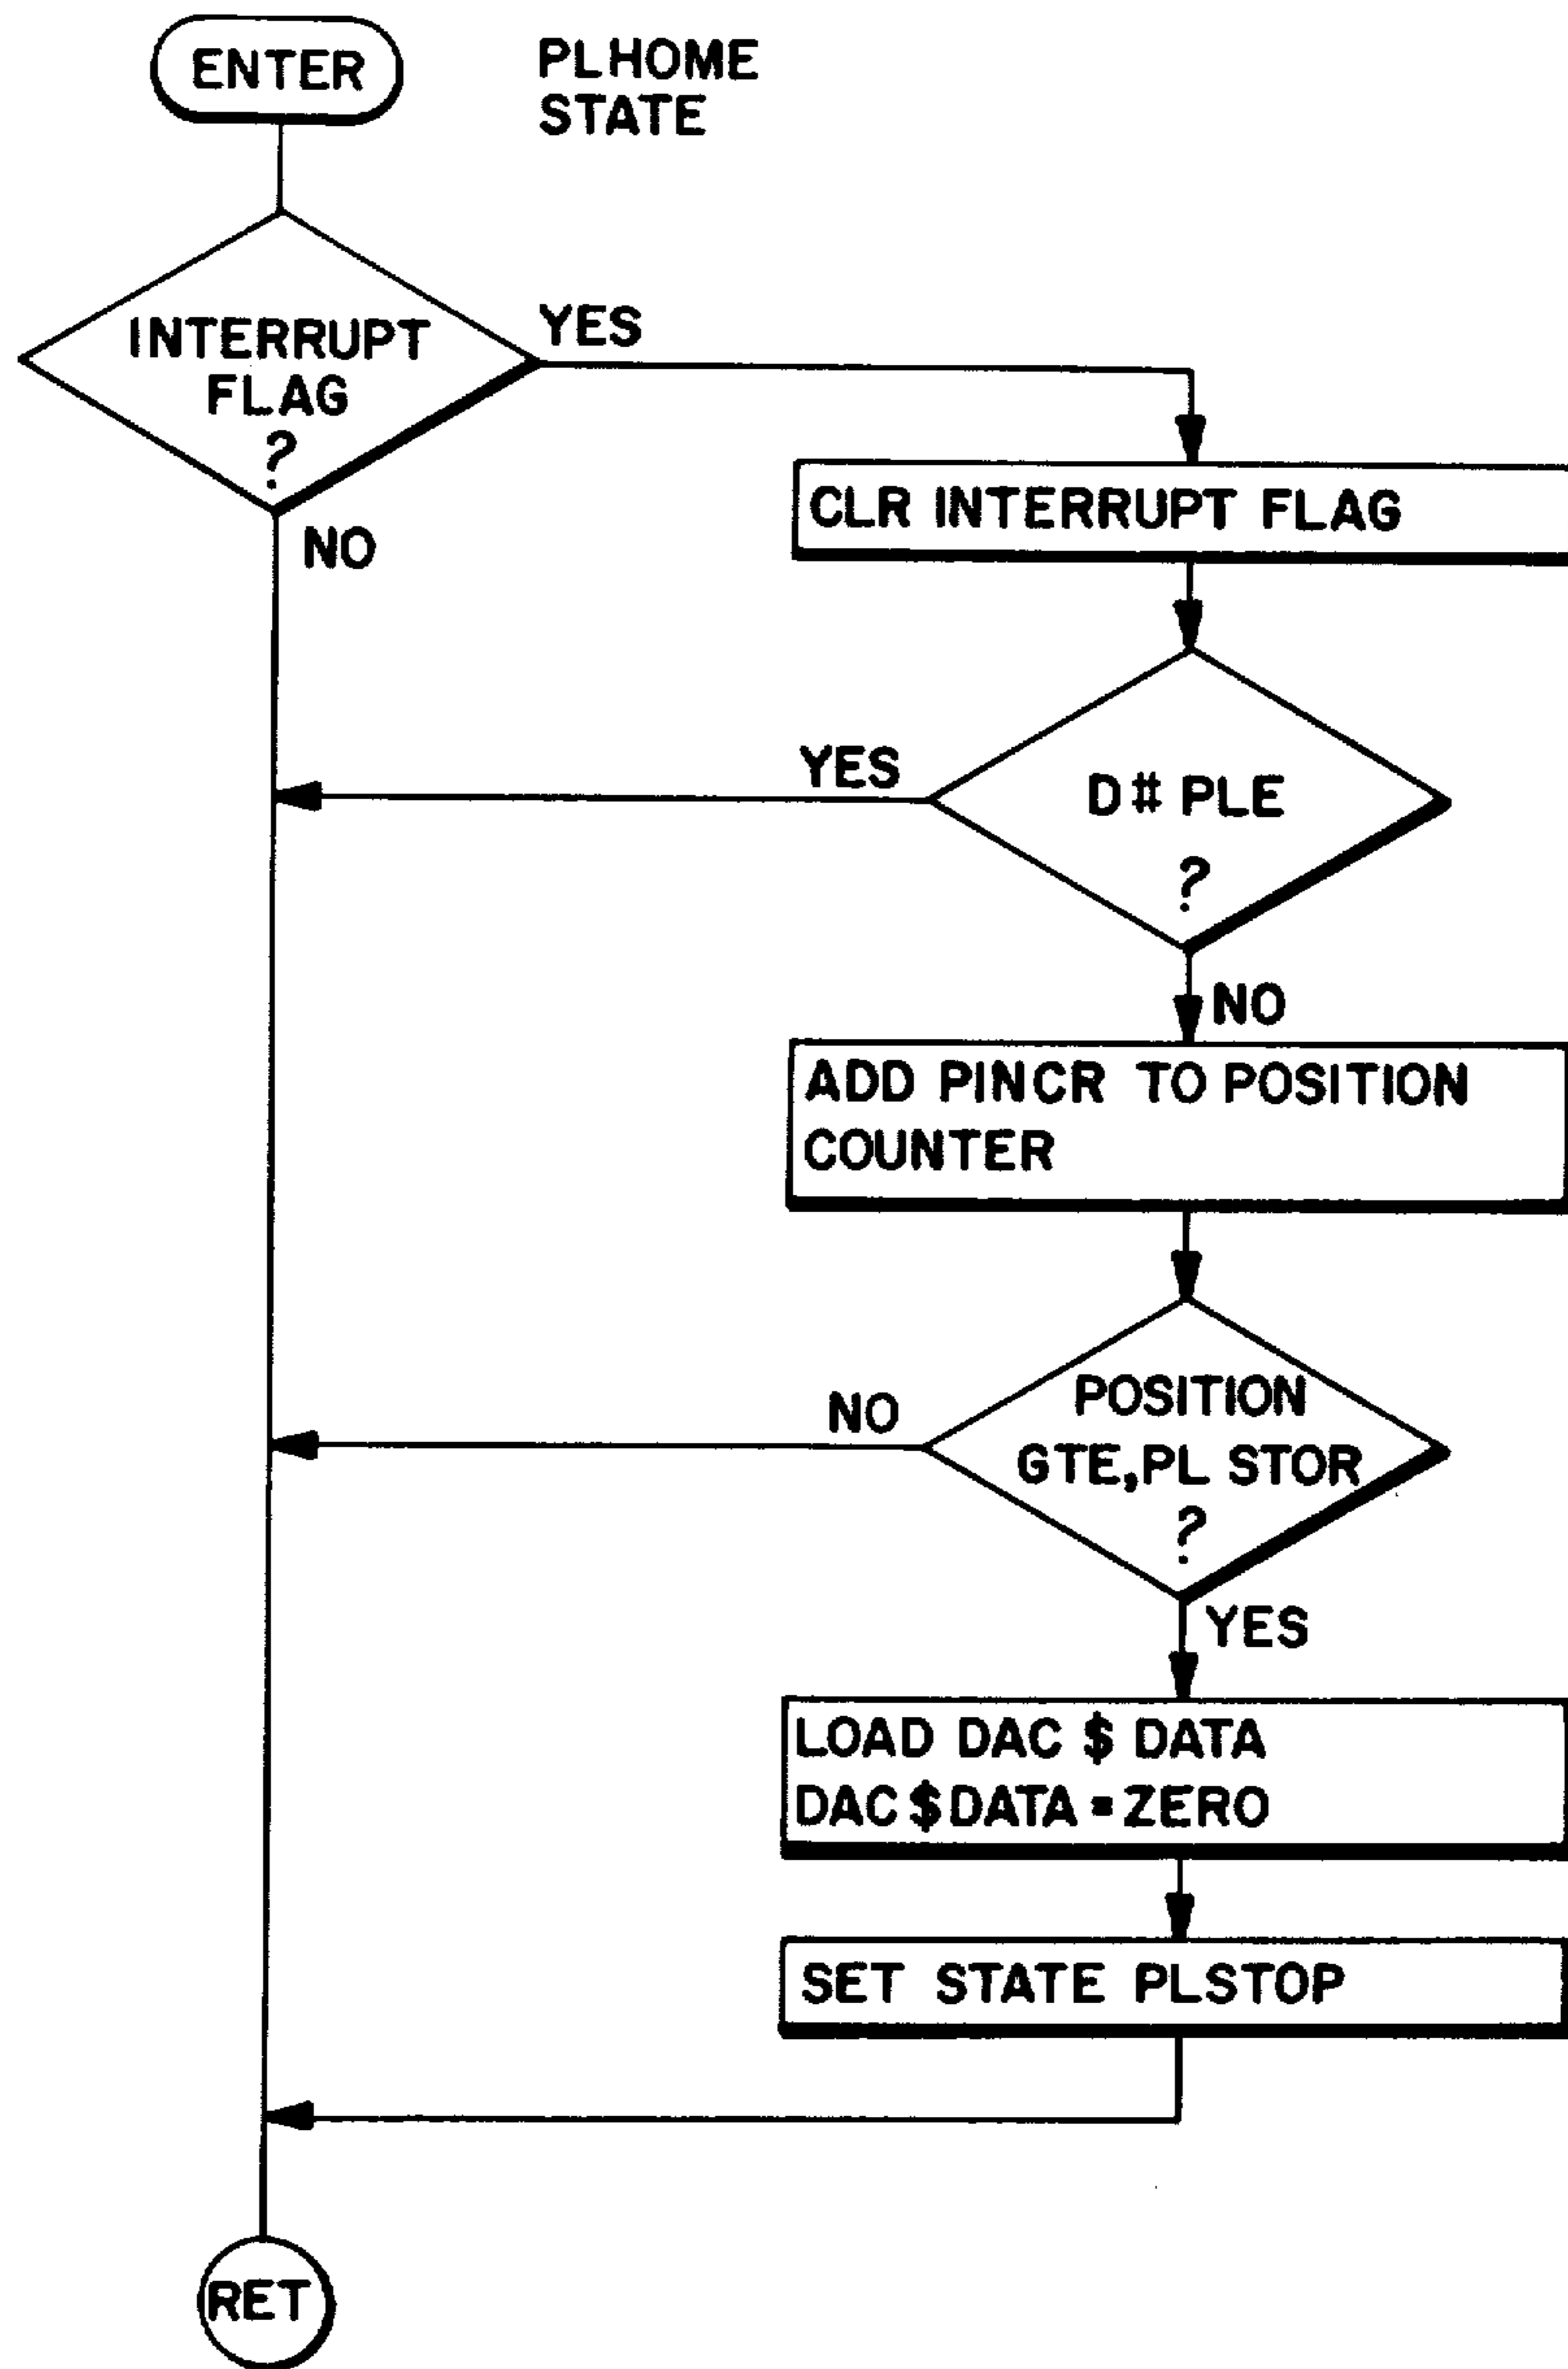 ENTER
PLHOME
STATE
INTERRUPT
FLAG
?
YES
NO
CLR INTERRUPT FLAG
D# PLE
?
YES
NO
ADD PINCR TO POSITION
COUNTER
POSITION
GTE,PL STOR
?
NO
YES
LOAD DAC $ DATA
DAC $ DATA = ZERO
SET STATE PLSTOP
RET